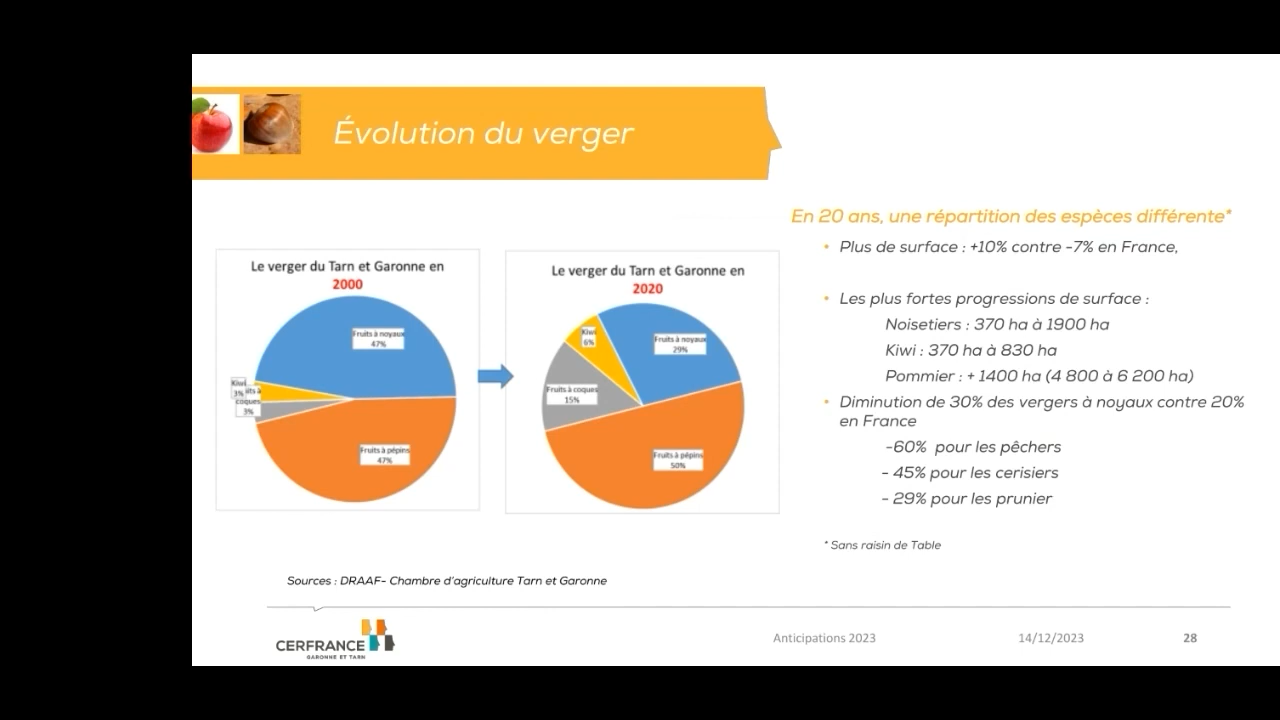 Évolution du verger
En 20 ans, une répartition des espèces différente*
Plus de surface : +10% contre -7% en France,
Les plus fortes progressions de surface :
Noisetiers : 370 ha à 1900 ha
Kiwi : 370 ha à 830 ha
Pommier : + 1400 ha (4 800 à 6 200 ha)
Diminution de 30% des vergers à noyaux contre 20%
en France
-60% pour les pêchers
- 45% pour les cerisiers
- 29% pour les prunier
* Sans raisin de Table
Le verger du Tarn et Garonne en
2000
Fruits à noyaux
47%
Kiwi
3%
coques
3%
Fruits à pépins
47%
Le verger du Tarn et Garonne en
2020
Kiwi
6%
Fruits à noyaux
29%
Fruits à coques
15%
Fruits à pépins
50%
Sources : DRAAF- Chambre d'agriculture Tarn et Garonne
CERFRANCE
GARONNE ET TARN
Anticipations 2023
14/12/2023
28